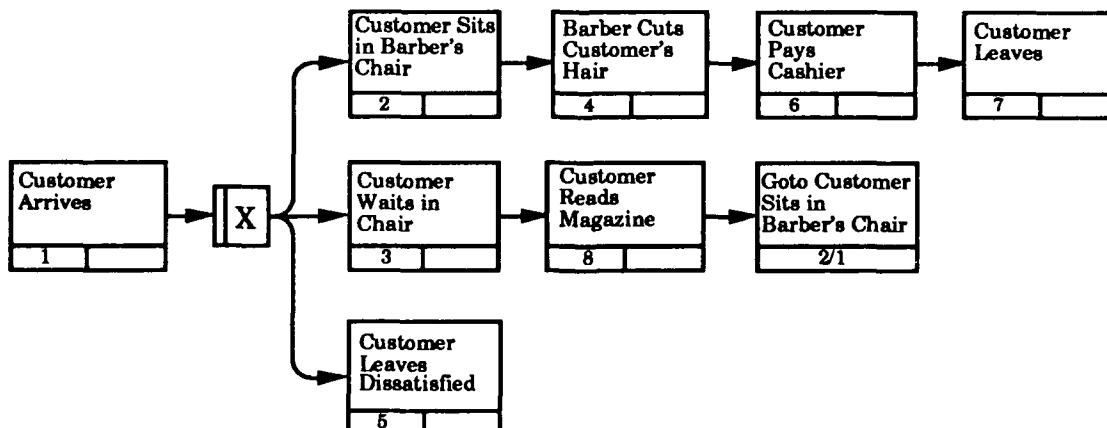 Customer Sits
in Barber's
Chair
2
Barber Cuts
Customer's
Hair
4
Customer
Pays
Cashier
6
Customer
Leaves
7
Customer
Arrives
1
X
Customer
Waits in
Chair
3
Customer
Reads
Magazine
8
Goto Customer
Sits in
Barber's Chair
2/1
Customer
Leaves
Dissatisfied
5